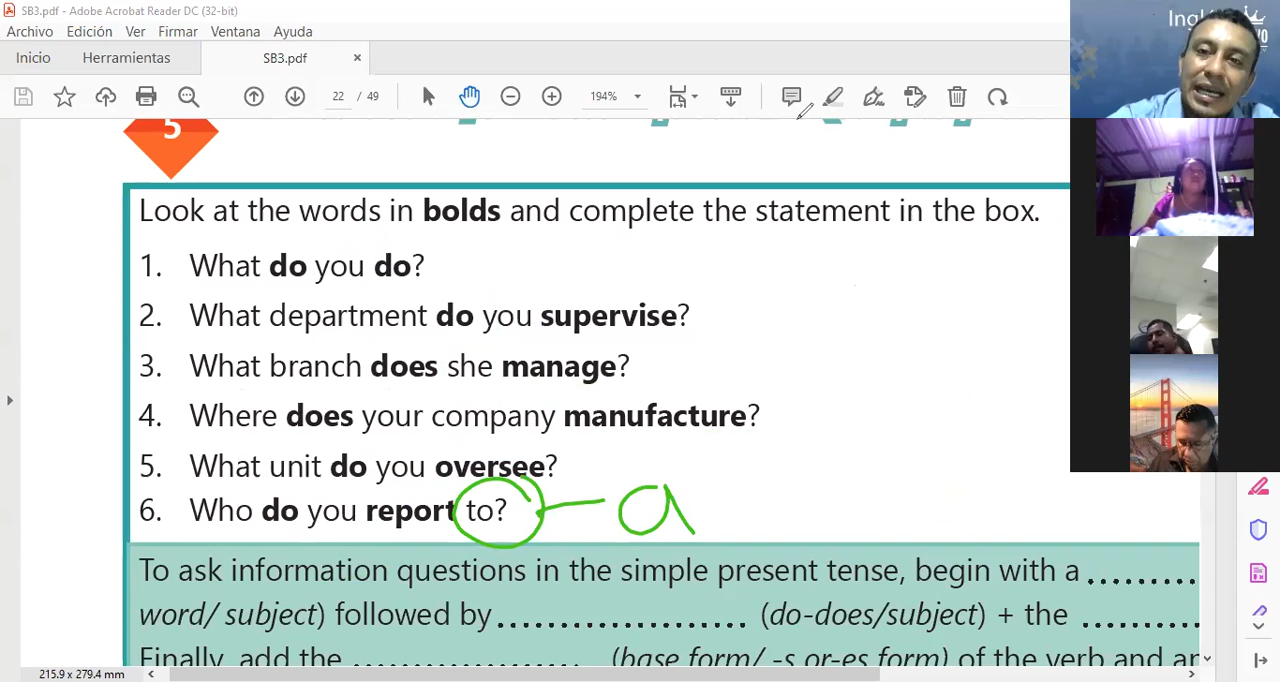 SB3.pdf - Adobe Acrobat Reader DC (32-bit)
Archivo Edición Ver Firmar Ventana Ayuda
Inicio Herramientas SB3.pdf ×
22 / 49 194%
5
Look at the words in bolds and complete the statement in the box.
1. What do you do?
2. What department do you supervise?
3. What branch does she manage?
4. Where does your company manufacture?
5. What unit do you oversee?
6. Who do you report to? a
To ask information questions in the simple present tense, begin with a ..........
word/ subject) followed by ..................... (do-does/subject) + the ..........
Finally, add the ................... (base form/ -s or-es form) of the verb and an
215.9 x 279.4 mm